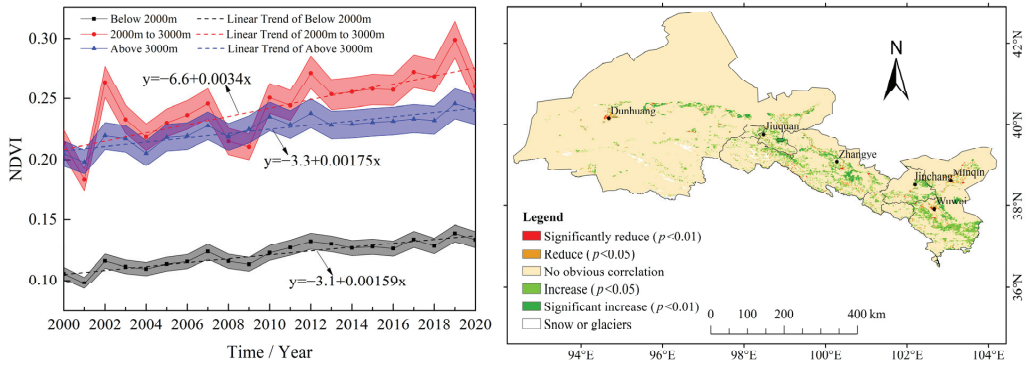 Below 2000m
Linear Trend of Below 2000m
2000m to 3000m
Linear Trend of 2000m to 3000m
Above 3000m
Linear Trend of Above 3000m
0.30
0.25
0.20
0.15
0.10
NDVI
y=−6.6+0.0034x
y=−3.3+0.00175x
y=−3.1+0.00159x
2000 2002 2004 2006 2008 2010 2012 2014 2016 2018 2020
Time / Year
N
42°N
40°N
38°N
36°N
Dunhuang
Jiuquan
Zhangye
Jinchang
Minqin
Wuwei
Legend
Significantly reduce (p<0.01)
Reduce (p<0.05)
No obvious correlation
Increase (p<0.05)
Significant increase (p<0.01)
Snow or glaciers
0 200 400 km
94°E 96°E 98°E 100°E 102°E 104°E